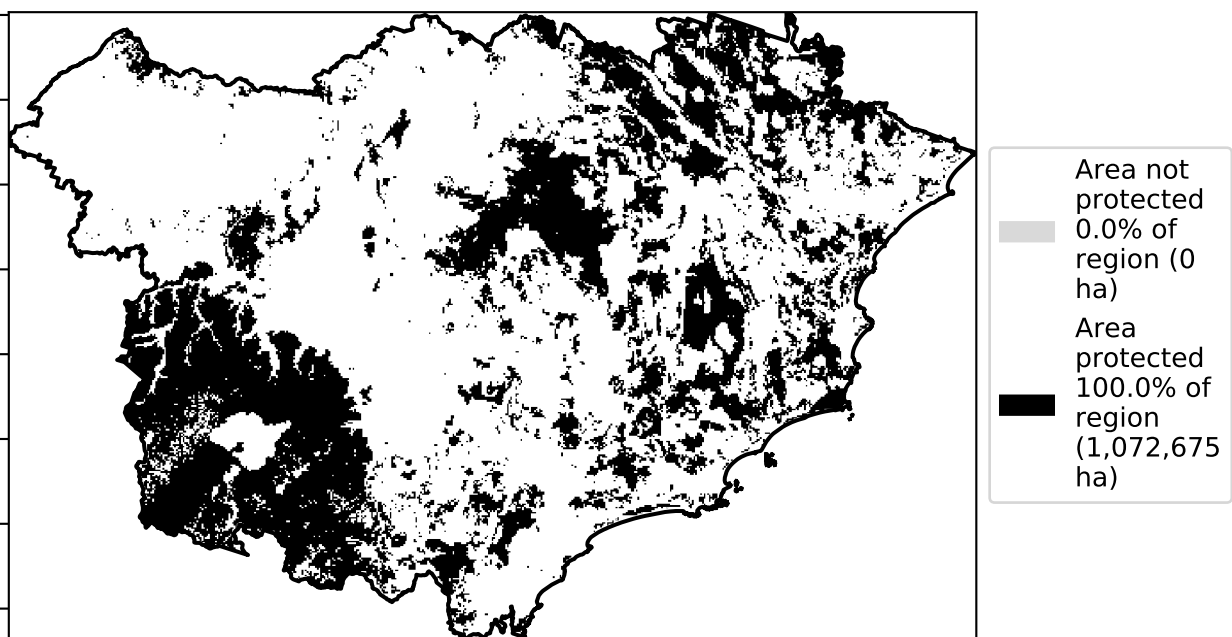 Area not
protected
0.0% of
region (0
ha)
Area
protected
100.0% of
region
(1,072,675
ha)